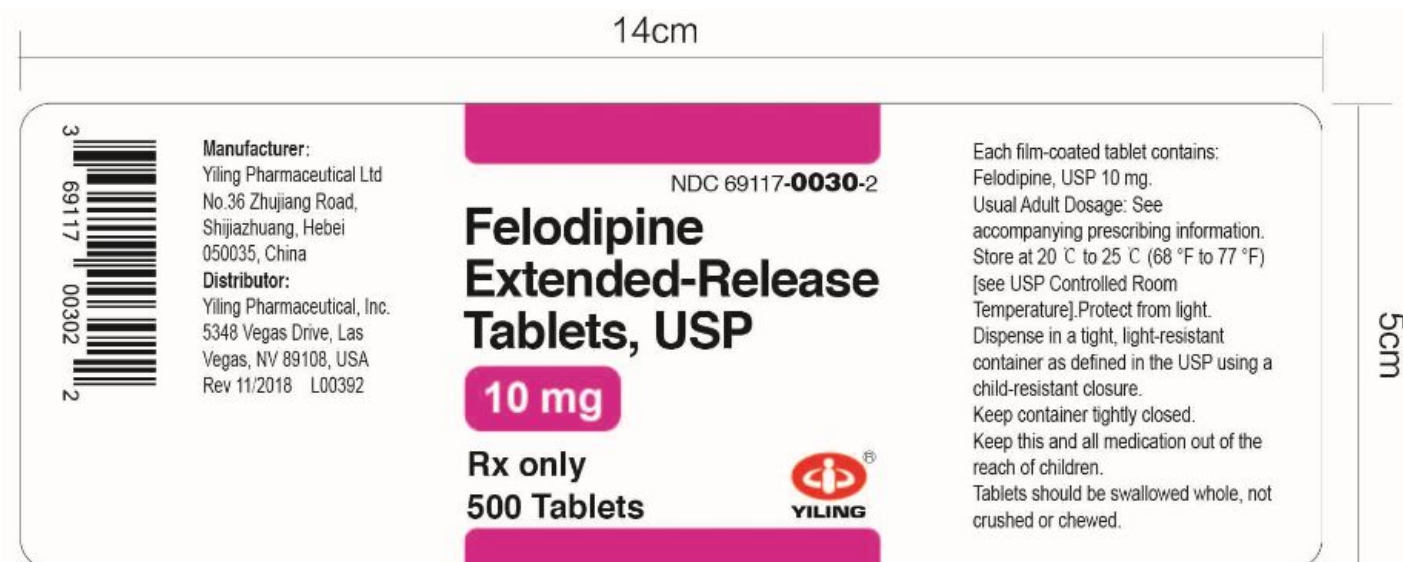 14cm
3
69117
00302
2
Manufacturer:
Yiling Pharmaceutical Ltd
No.36 Zhujiang Road,
Shijiazhuang, Hebei
050035, China
Distributor:
Yiling Pharmaceutical, Inc.
5348 Vegas Drive, Las
Vegas, NV 89108, USA
Rev 11/2018 L00392
NDC 69117-0030-2
Felodipine
Extended-Release
Tablets, USP
10 mg
Rx only
500 Tablets
®
YILING
Each film-coated tablet contains:
Felodipine, USP 10 mg.
Usual Adult Dosage: See
accompanying prescribing information.
Store at 20 ℃ to 25 ℃ (68 °F to 77 °F)
[see USP Controlled Room
Temperature].Protect from light.
Dispense in a tight, light-resistant
container as defined in the USP using a
child-resistant closure.
Keep container tightly closed.
Keep this and all medication out of the
reach of children.
Tablets should be swallowed whole, not
crushed or chewed.
5cm